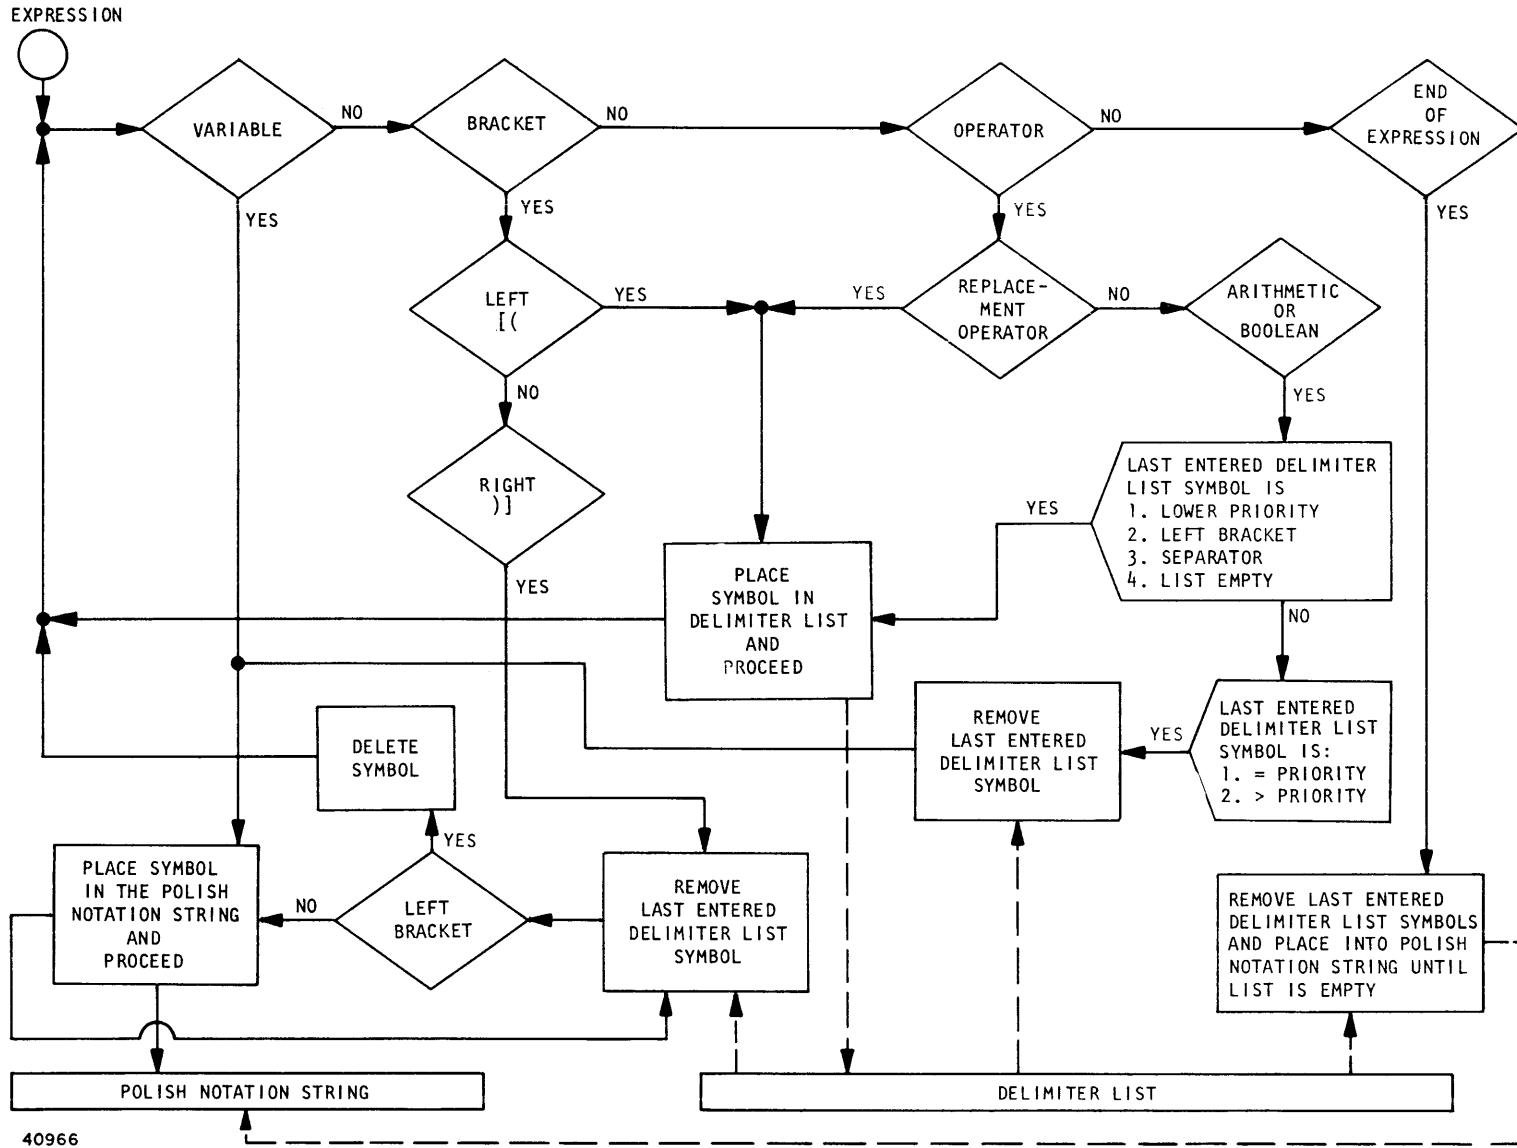 EXPRESSION
VARIABLE
NO
BRACKET
NO
OPERATOR
NO
END
OF
EXPRESSION
YES
YES
YES
YES
LEFT
[(
YES
YES
REPLACE-
MENT
OPERATOR
NO
ARITHMETIC
OR
BOOLEAN
NO
YES
RIGHT
)]
YES
YES
LAST ENTERED DELIMITER
LIST SYMBOL IS
1. LOWER PRIORITY
2. LEFT BRACKET
3. SEPARATOR
4. LIST EMPTY
NO
PLACE
SYMBOL IN
DELIMITER LIST
AND
PROCEED
REMOVE
LAST ENTERED
DELIMITER LIST
SYMBOL
YES
LAST ENTERED
DELIMITER LIST
SYMBOL IS:
1. = PRIORITY
2. > PRIORITY
DELETE
SYMBOL
YES
PLACE SYMBOL
IN THE POLISH
NOTATION STRING
AND
PROCEED
NO
LEFT
BRACKET
REMOVE
LAST ENTERED
DELIMITER LIST
SYMBOL
REMOVE LAST ENTERED
DELIMITER LIST SYMBOLS
AND PLACE INTO POLISH
NOTATION STRING UNTIL
LIST IS EMPTY
POLISH NOTATION STRING
DELIMITER LIST
40966